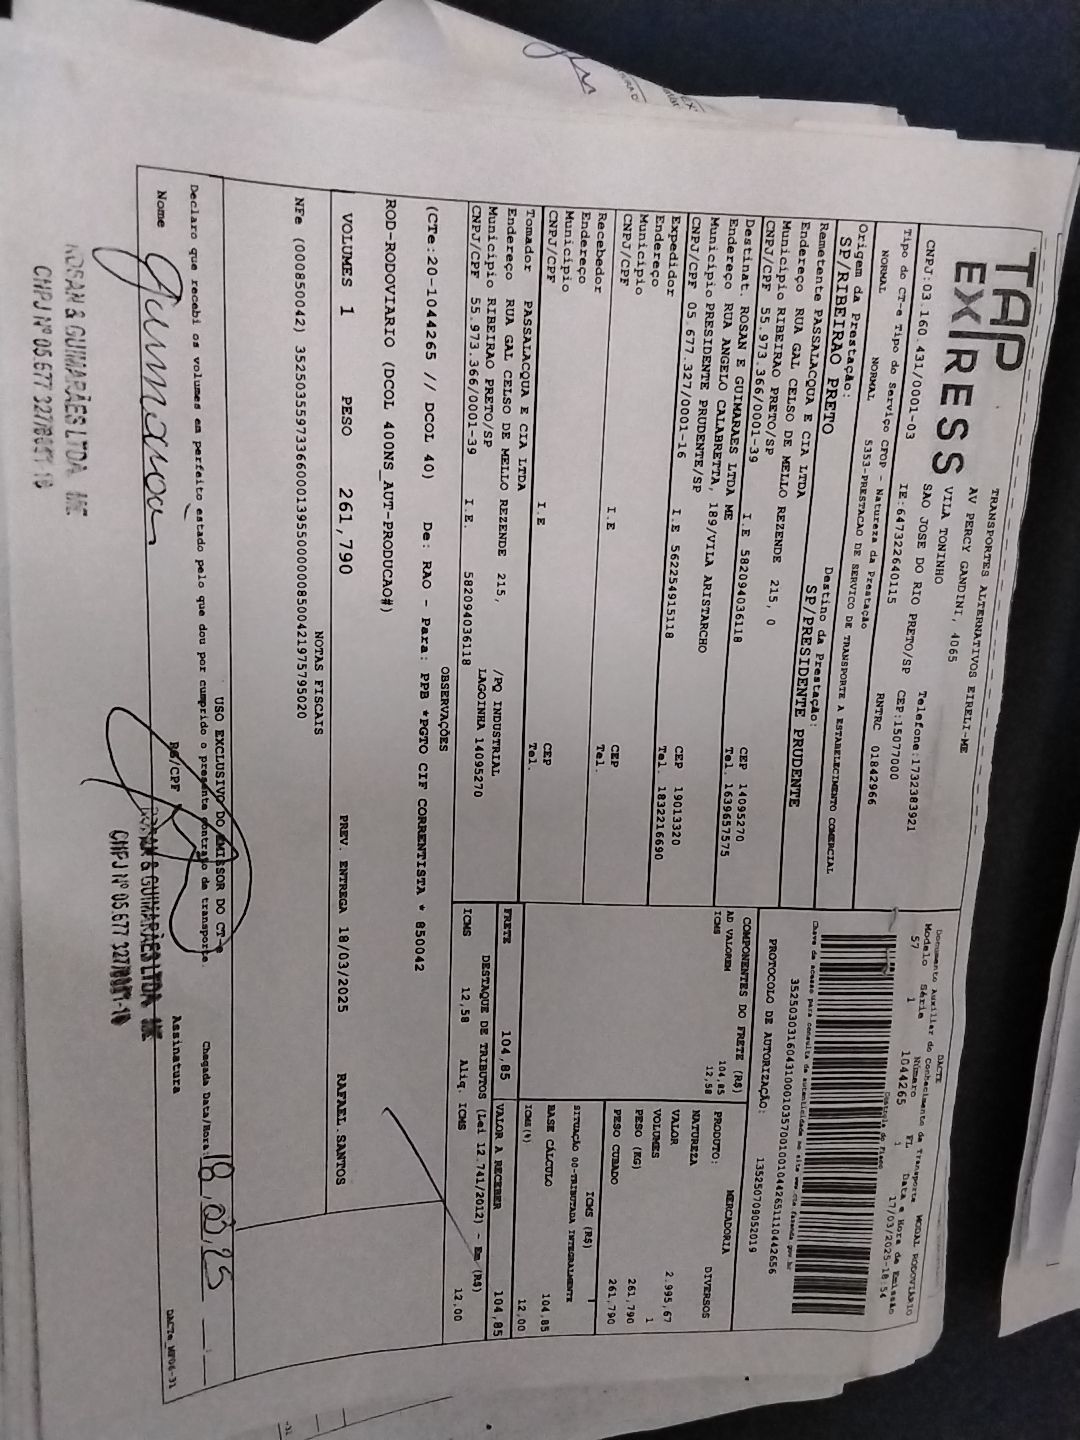 TAP
EXPRESS
TRANSPORTES ALTERNATIVOS EIRELI-ME
AV PERCY GANDINI, 4065
VILA TONINHO
SAO JOSE DO RIO PRETO/SP
Telefone:1732383921
CEP:15077000
CNPJ:03.160.431/0001-03
IE:647322640115
RNTRC 01842966
Tipo do CT-e Tipo do Serviço CFOP - Natureza da Prestação
NORMAL NORMAL 5353-PRESTACAO DE SERVICO DE TRANSPORTE A ESTABELECIMENTO COMERCIAL
Origem da Prestação: Destino da Prestação:
SP/RIBEIRAO PRETO SP/PRESIDENTE PRUDENTE
DACTE
Documento Auxiliar do Conhecimento de Transporte MODAL RODOVIÁRIO
Modelo Série Número FL Data e Hora de Emissão
57 1 1044265 1 17/03/2025-18:54
Controle do Fisco
Chave de acesso para consulta de autenticidade no site www.cte.fazenda.gov.br
PROTOCOLO DE AUTORIZAÇÃO: 135250708052019
Remetente PASSALACQUA E CIA LTDA
Endereço RUA GAL CELSO DE MELLO REZENDE 215, 0
Município RIBEIRAO PRETO/SP CEP 14095270
CNPJ/CPF 55.973.366/0001-39 I.E 582094036118 Tel. 1639657575
Destinat. ROSAN E GUIMARAES LTDA ME
Endereço RUA ANGELO CALABRETTA, 189/VILA ARISTARCHO
Município PRESIDENTE PRUDENTE/SP CEP 19013320
CNPJ/CPF 05.677.327/0001-16 I.E 562254915118 Tel. 1832216690
Expedidor
Endereço
Município CEP
CNPJ/CPF I.E Tel.
Recebedor
Endereço
Município CEP
CNPJ/CPF I.E Tel.
Tomador PASSALACQUA E CIA LTDA
Endereço RUA GAL CELSO DE MELLO REZENDE 215, /PQ INDUSTRIAL
Município RIBEIRAO PRETO/SP LAGOINHA 14095270
CNPJ/CPF 55.973.366/0001-39 I.E. 582094036118
COMPONENTES DO FRETE (R$)
AD VALOREM 104,85
ICMS 12,58
FRETE 104,85
PRODUTO: MERCADORIA
NATUREZA DIVERSOS
VALOR 2.995,67
VOLUMES 1
PESO (KG) 261,790
PESO CUBADO 261,790
ICMS (R$)
SITUAÇÃO 00-TRIBUTADA INTEGRALMENTE
BASE CÁLCULO 104,85
ICMS(%) 12,00
VALOR A RECEBER 104,85
DESTAQUE DE TRIBUTOS (Lei 12.741/2012) - Em (R$)
ICMS 12,58 Aliq. ICMS 12,00
OBSERVAÇÕES
(CTe:20-1044265 // DCOL 40) De: RAO - Para: PPB *PGTO CIF CORRENTISTA * 850042
ROD-RODOVIARIO (DCOL 400NS_AUT-PRODUCAO#)
VOLUMES 1 PESO 261,790 PREV. ENTREGA 18/03/2025 RAFAEL.SANTOS
NOTAS FISCAIS
NFe (000850042)
USO EXCLUSIVO DO EMISSOR DO CT-e
Declaro que recebi os volumes em perfeito estado pelo que dou por cumprido o presente contrato de transporte.
Chegada Data/Hora:
Nome RG/CPF Assinatura
ROSAN & GUIMARÃES LTDA ME
CNPJ Nº 05.677
ROSAN & GUIMARÃES LTDA ME
CNPJ Nº 05.677
DACTe_MF06-31